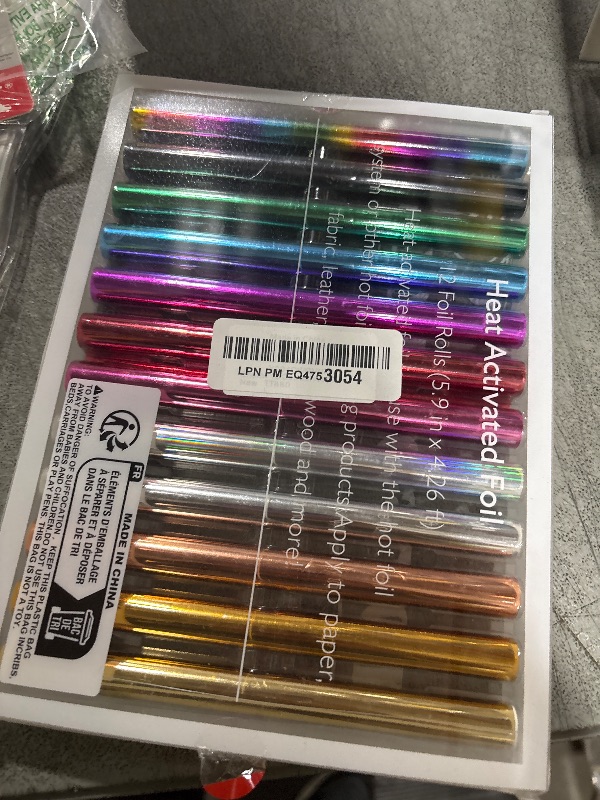 Heat Activated Foil
12 Foil Rolls (5.9 in x 4.26 ft)
Heat-activated use with the hot foil
system or other hot foil products. Apply to paper,
fabric, leather, wood and more!
LPN PM EQ4753054
⚠WARNING:
TO AVOID DANGER OF SUFFOCATION, KEEP THIS PLASTIC BAG
AWAY FROM BABIES AND CHILDREN.DO NOT USE THIS BAG INCRIBS,
BEDS,CARRIAGES OR PLAY PENS. THIS BAG IS NOT A TOY.
FR
ÉLÉMENTS D'EMBALLAGE
À SÉPARER ET À DÉPOSER
DANS LE BAC DE TRI
BAC
DE
TRI
MADE IN CHINA